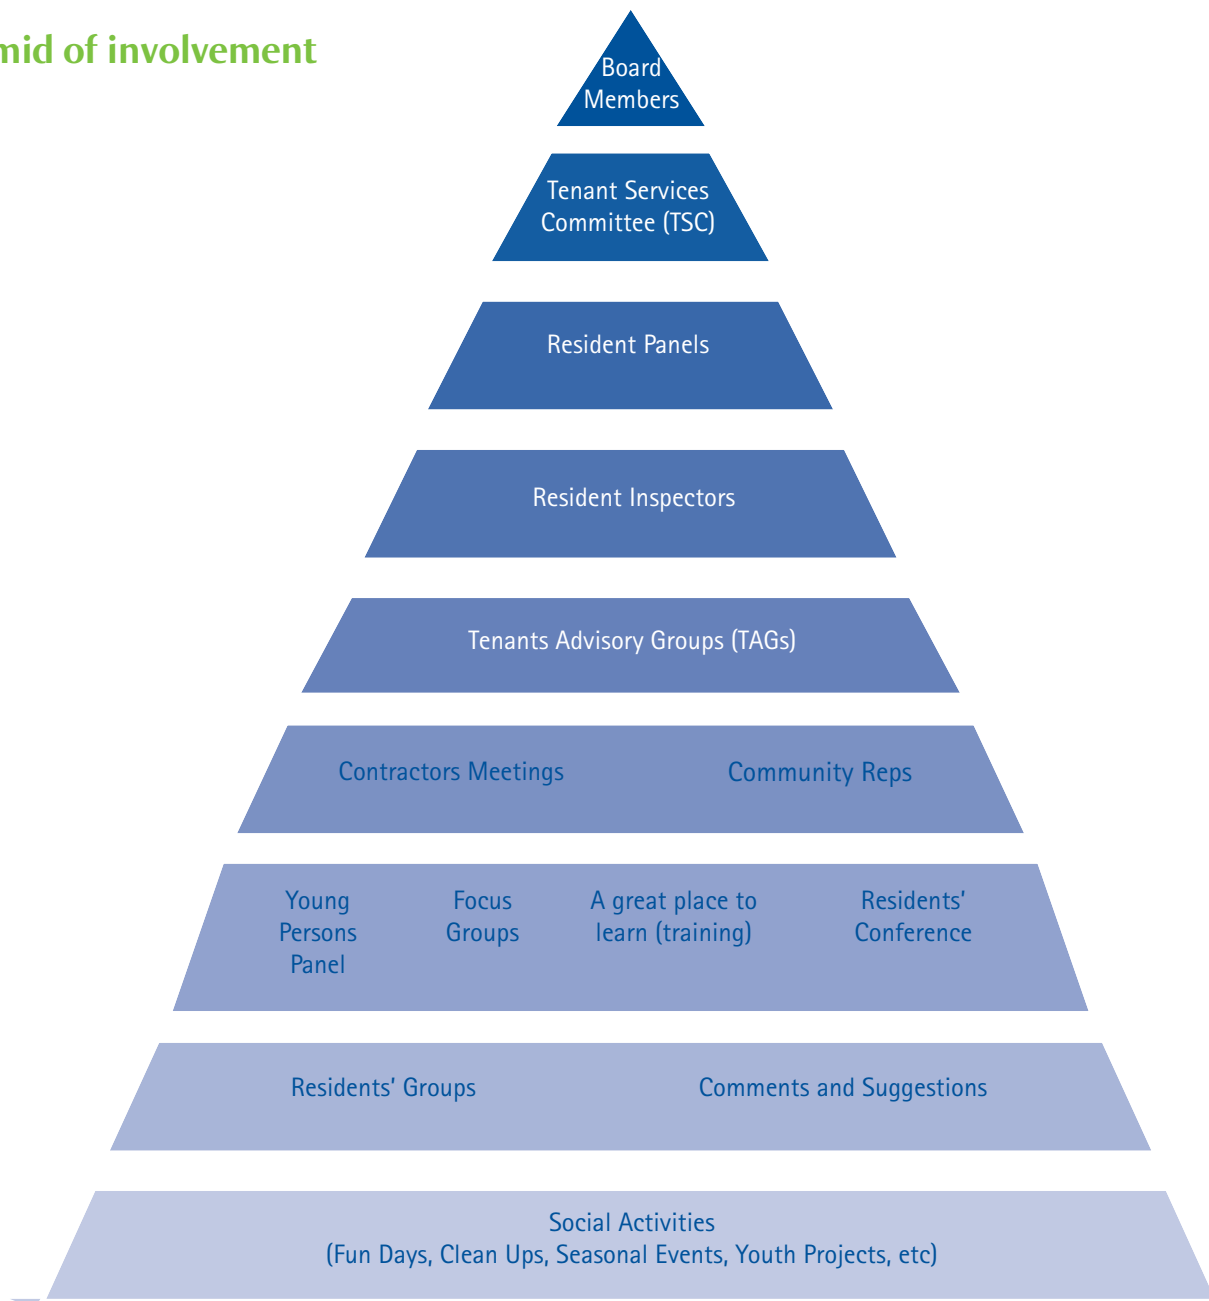 of involvement
Board
Members
Tenant Services
Committee (TSC)
Resident Panels
Resident Inspectors
Tenants Advisory Groups (TAGs)
Contractors Meetings Community Reps
Young Focus A great place to Residents’
Persons Groups learn (training) Conference
Panel
Residents’ Groups Comments and Suggestions
Social Activities
(Fun Days, Clean Ups, Seasonal Events, Youth Projects, etc)